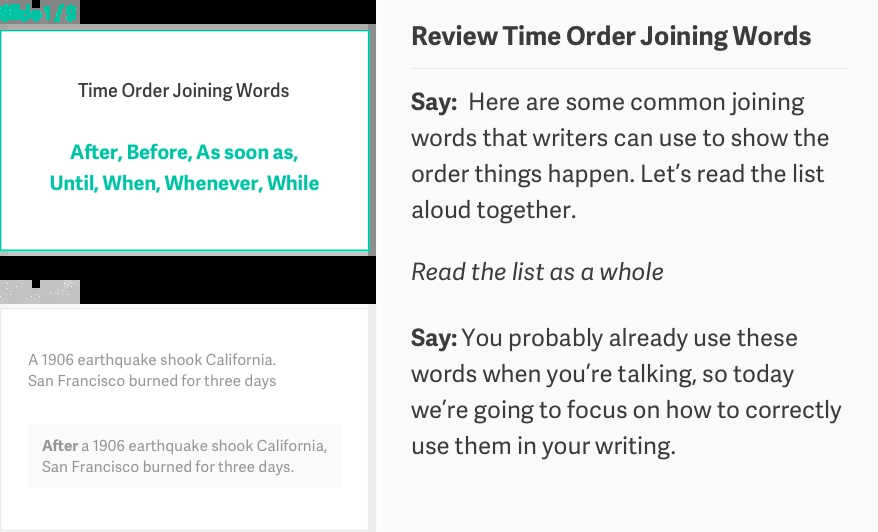 Time Order Joining Words
After, Before, As soon as,
Until, When, Whenever, While
A 1906 earthquake shook California.
San Francisco burned for three days
After a 1906 earthquake shook California,
San Francisco burned for three days.
Review Time Order Joining Words
Say: Here are some common joining
words that writers can use to show the
order things happen. Let’s read the list
aloud together.
Read the list as a whole
Say: You probably already use these
words when you’re talking, so today
we’re going to focus on how to correctly
use them in your writing.